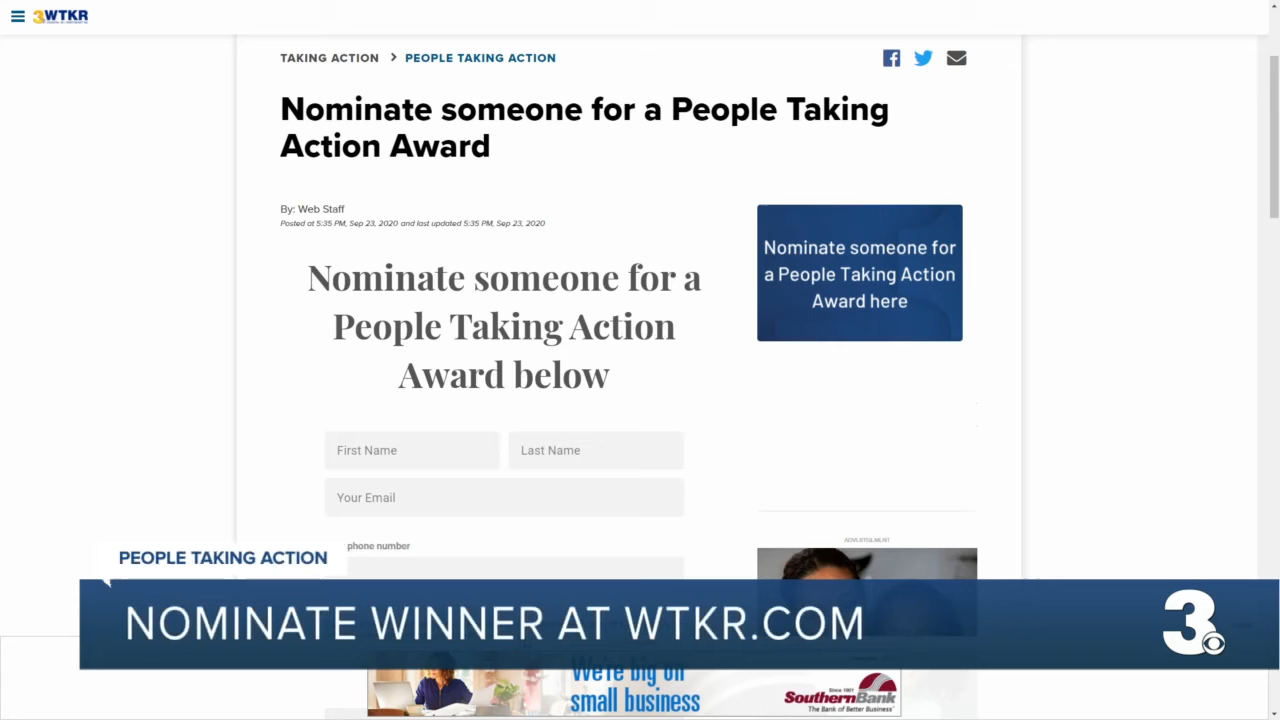 3WTKR
TAKING ACTION > PEOPLE TAKING ACTION
Nominate someone for a People Taking
Action Award
By: Web Staff
Posted at 5:35 PM, Sep 23, 2020 and last updated 5:35 PM, Sep 23, 2020
Nominate someone for a
People Taking Action
Award below
Nominate someone for
a People Taking Action
Award here
First Name
Last Name
Your Email
phone number
ADVERTISEMENT
PEOPLE TAKING ACTION
NOMINATE WINNER AT WTKR.COM
3
We're big on
small business
Since 1901
SouthernBank
The Bank of Better Business